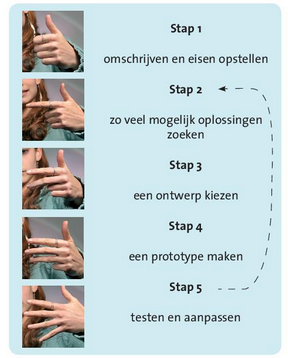 Stap 1
omschrijven en eisen opstellen
Stap 2
zo veel mogelijk oplossingen
zoeken
Stap 3
een ontwerp kiezen
Stap 4
een prototype maken
Stap 5
testen en aanpassen